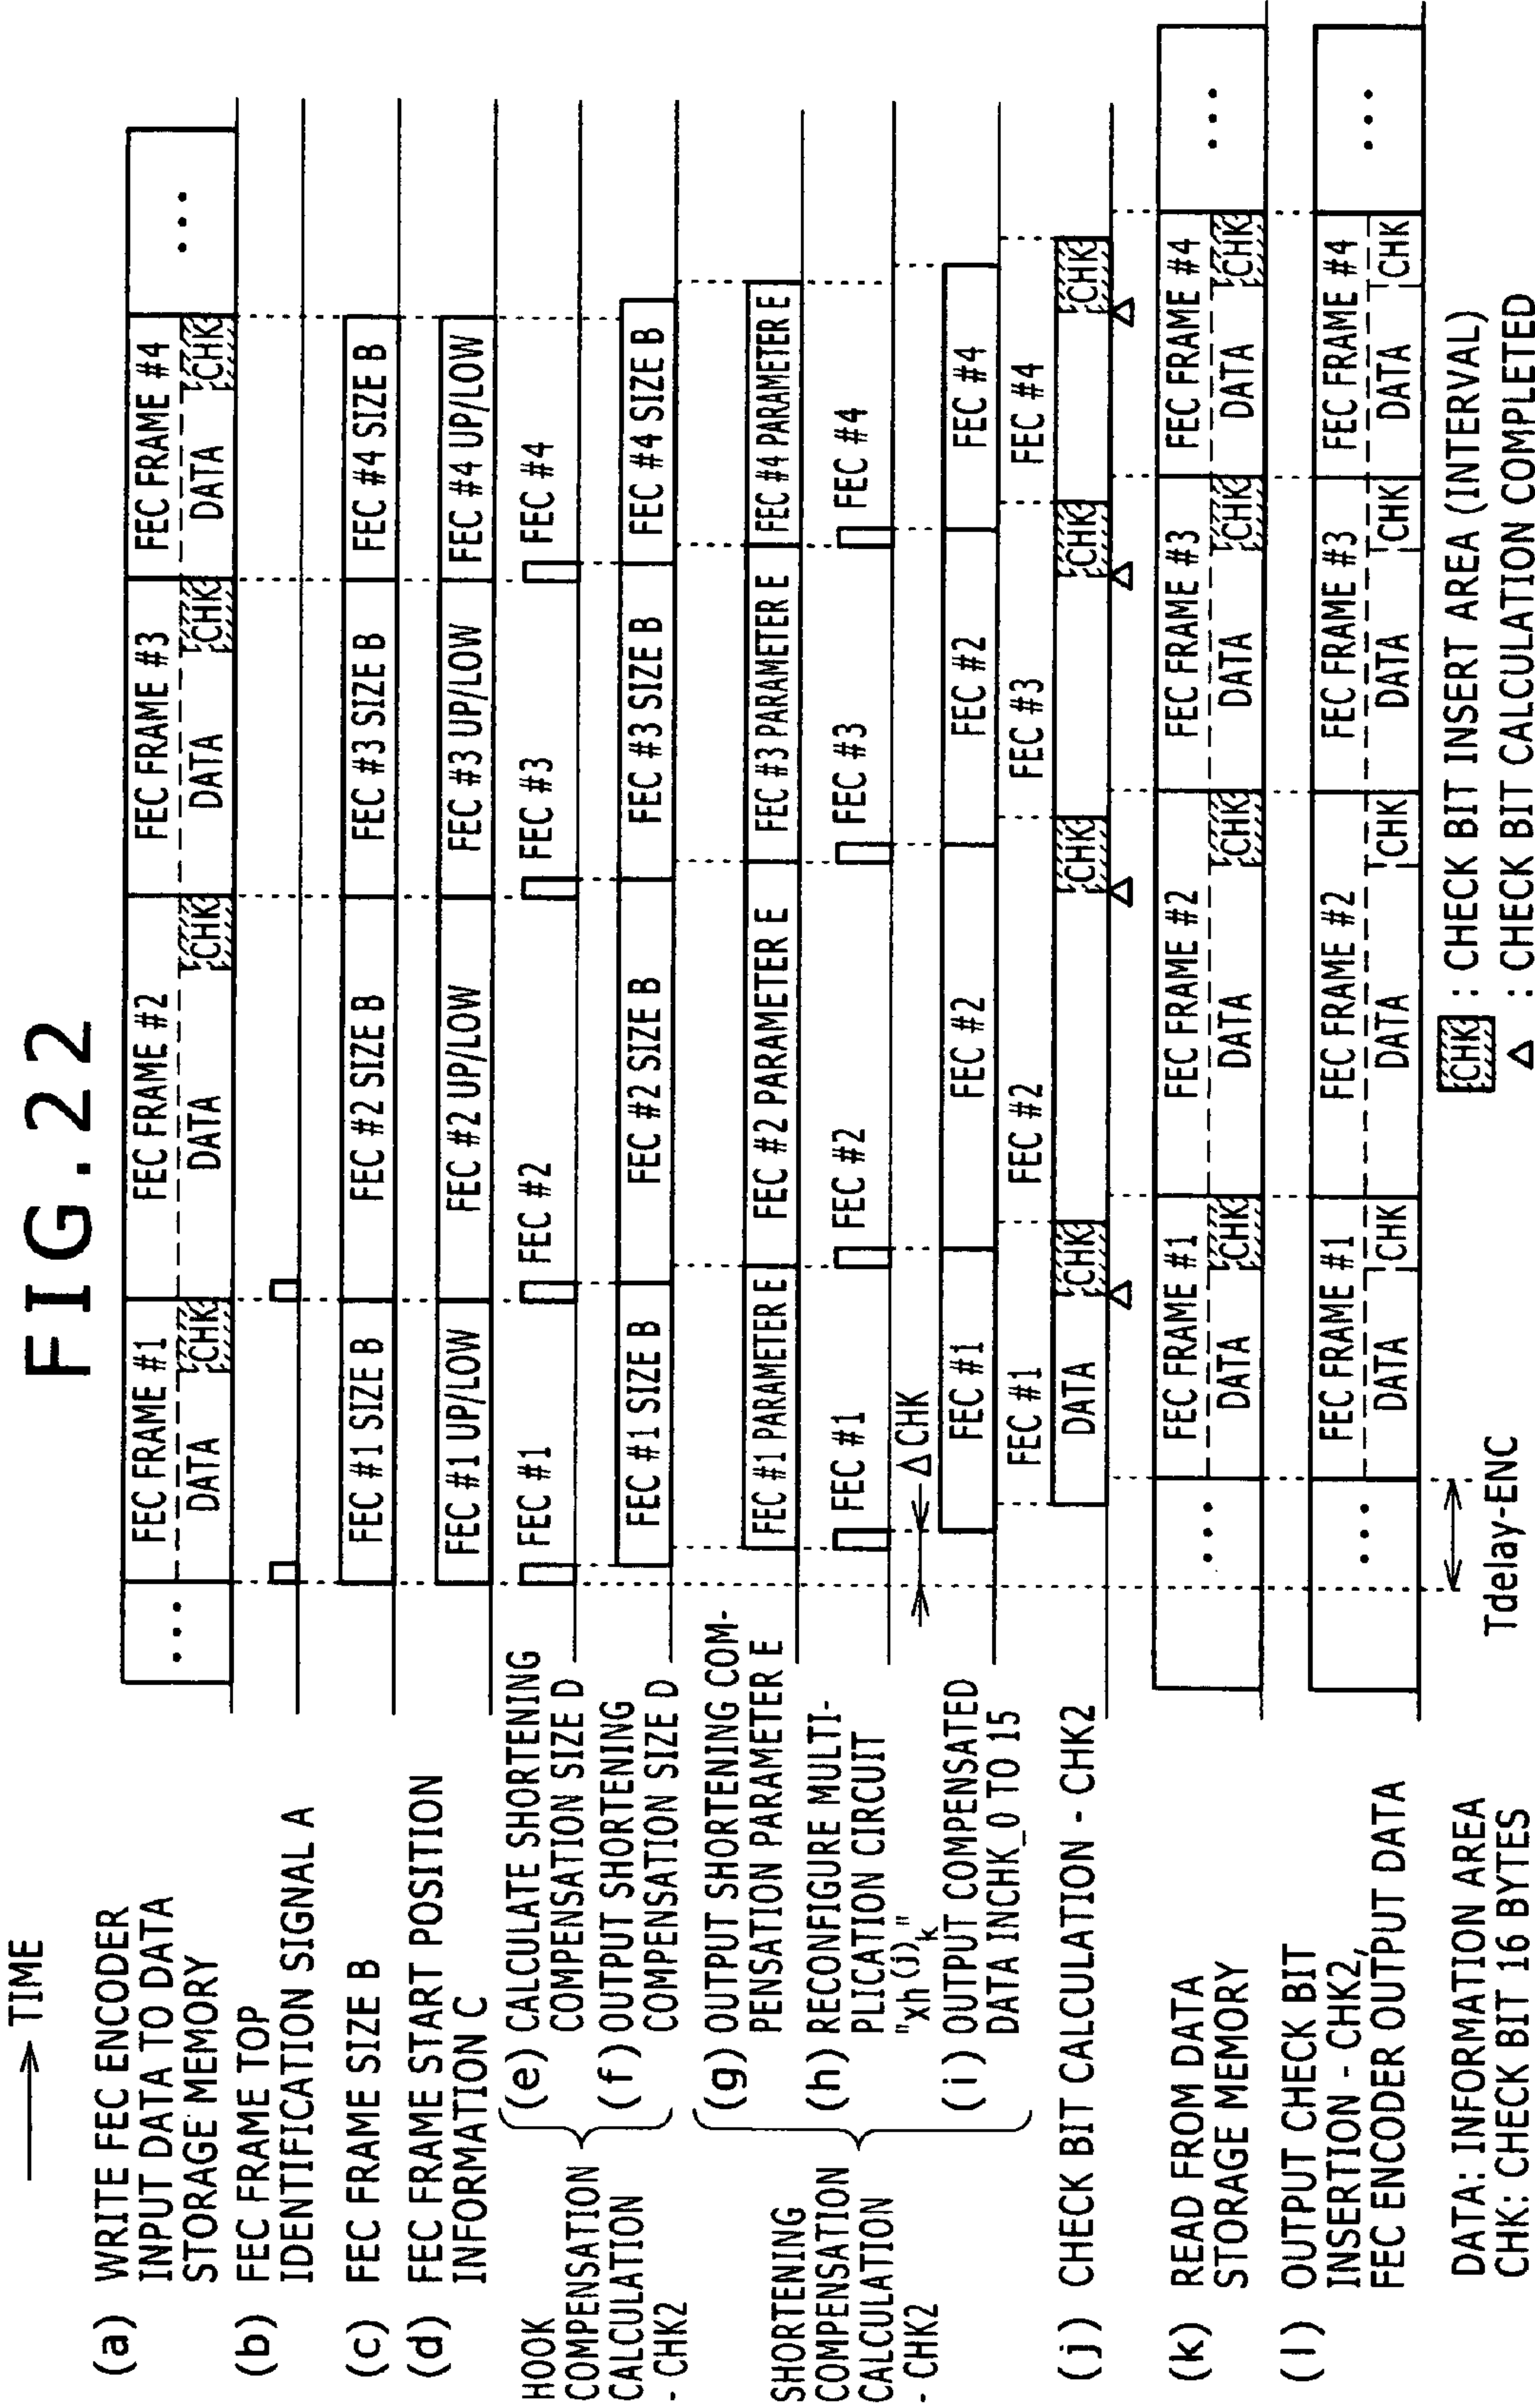 FIG.22
TIME
(a) WRITE FEC ENCODER
INPUT DATA TO DATA
STORAGE MEMORY
... FEC FRAME #1 FEC FRAME #2 FEC FRAME #3 FEC FRAME #4 ...
DATA CHK DATA CHK DATA CHK DATA CHK
(b) FEC FRAME TOP
IDENTIFICATION SIGNAL A
(c) FEC FRAME SIZE B
FEC #1 SIZE B FEC #2 SIZE B FEC #3 SIZE B FEC #4 SIZE B
(d) FEC FRAME START POSITION
INFORMATION C
FEC #1 UP/LOW FEC #2 UP/LOW FEC #3 UP/LOW FEC #4 UP/LOW
HOOK
COMPENSATION
CALCULATION
- CHK2
(e) CALCULATE SHORTENING
COMPENSATION SIZE D
FEC #1 FEC #2 FEC #3 FEC #4
(f) OUTPUT SHORTENING
COMPENSATION SIZE D
FEC #1 SIZE B FEC #2 SIZE B FEC #3 SIZE B FEC #4 SIZE B
SHORTENING
COMPENSATION
CALCULATION
- CHK2
(g) OUTPUT SHORTENING COM-
PENSATION PARAMETER E
FEC #1 PARAMETER E FEC #2 PARAMETER E FEC #3 PARAMETER E FEC #4 PARAMETER E
(h) RECONFIGURE MULTI-
PLICATION CIRCUIT
"xh(j)k"
FEC #1 FEC #2 FEC #3 FEC #4
Δ CHK
(i) OUTPUT COMPENSATED
DATA INCHK_0 TO 15
FEC #1 FEC #2 FEC #2 FEC #4
(j) CHECK BIT CALCULATION - CHK2
FEC #1 FEC #2 FEC #3 FEC #4
DATA CHK CHK CHK CHK
(k) READ FROM DATA
STORAGE MEMORY
... FEC FRAME #1 FEC FRAME #2 FEC FRAME #3 FEC FRAME #4 ...
DATA CHK DATA CHK DATA CHK DATA CHK
(l) OUTPUT CHECK BIT
INSERTION - CHK2,
FEC ENCODER OUTPUT DATA
... FEC FRAME #1 FEC FRAME #2 FEC FRAME #3 FEC FRAME #4 ...
DATA CHK DATA CHK DATA CHK DATA CHK
Tdelay-ENC
DATA: INFORMATION AREA
CHK: CHECK BIT 16 BYTES
CHK : CHECK BIT INSERT AREA (INTERVAL)
Δ : CHECK BIT CALCULATION COMPLETED